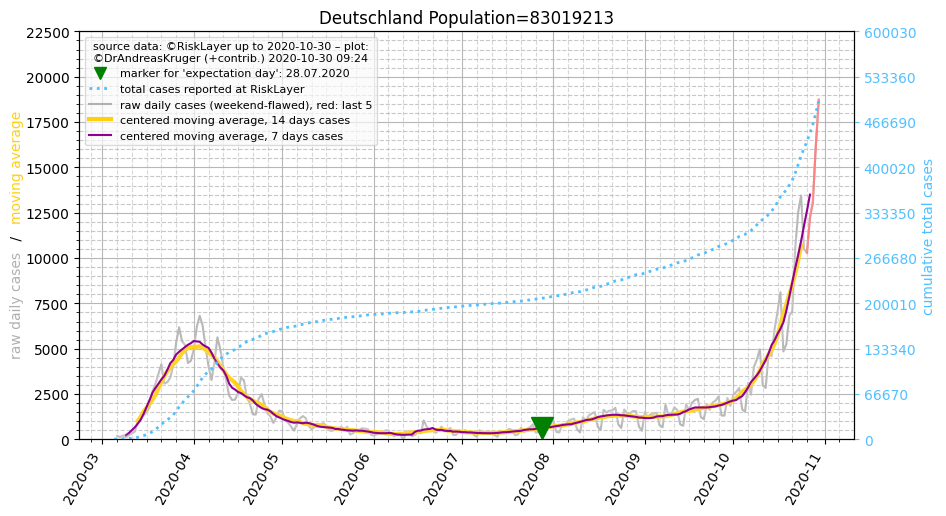 Deutschland Population=83019213
source data: ©RiskLayer up to 2020-10-30 – plot:
©DrAndreasKruger (+contrib.) 2020-10-30 09:24
marker for 'expectation day': 28.07.2020
total cases reported at RiskLayer
raw daily cases (weekend-flawed), red: last 5
centered moving average, 14 days cases
centered moving average, 7 days cases
raw daily cases / moving average
22500
20000
17500
15000
12500
10000
7500
5000
2500
0
600030
533360
466690
400020
333350
266680
200010
133340
66670
0
cumulative total cases
2020-03
2020-04
2020-05
2020-06
2020-07
2020-08
2020-09
2020-10
2020-11